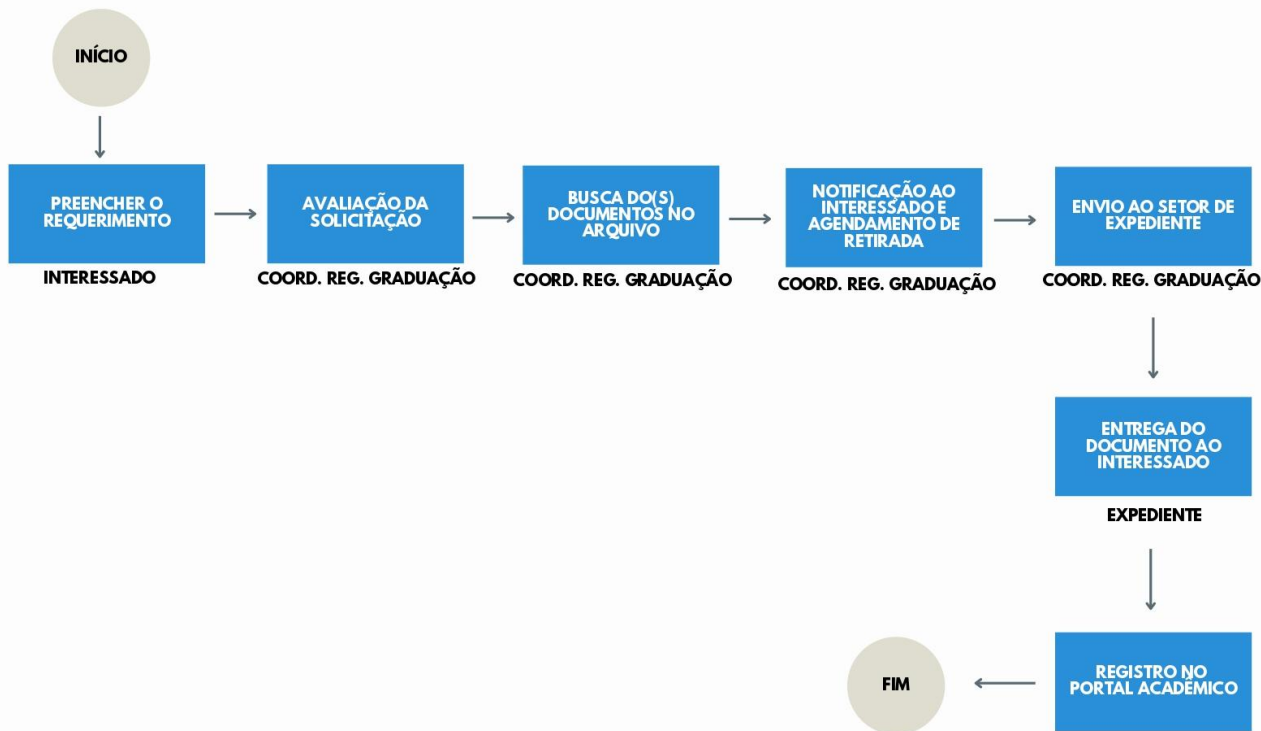 INÍCIO
PREENCHER O
REQUERIMENTO
INTERESSADO
AVALIAÇÃO DA
SOLICITAÇÃO
COORD. REG. GRADUAÇÃO
BUSCA DO(S)
DOCUMENTOS NO
ARQUIVO
COORD. REG. GRADUAÇÃO
NOTIFICAÇÃO AO
INTERESSADO E
AGENDAMENTO DE
RETIRADA
COORD. REG. GRADUAÇÃO
ENVIO AO SETOR DE
EXPEDIENTE
COORD. REG. GRADUAÇÃO
ENTREGA DO
DOCUMENTO AO
INTERESSADO
EXPEDIENTE
REGISTRO NO
PORTAL ACADÊMICO
FIM